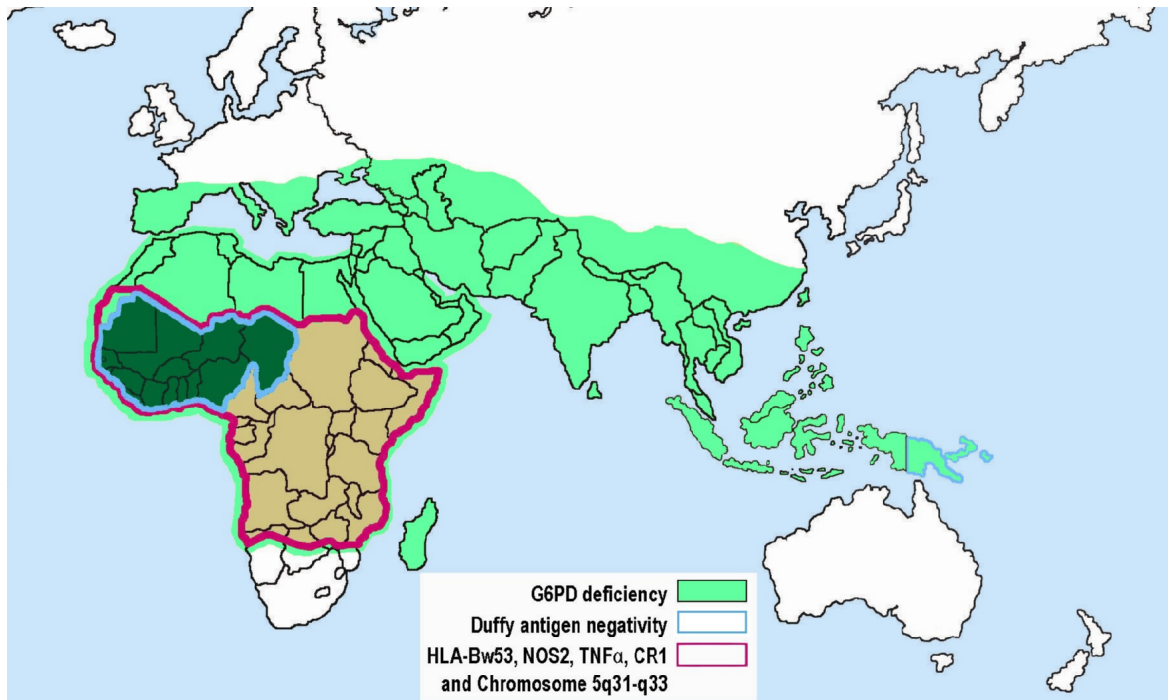 G6PD deficiency
Duffy antigen negativity
HLA-Bw53, NOS2, TNFα, CR1
and Chromosome 5q31-q33